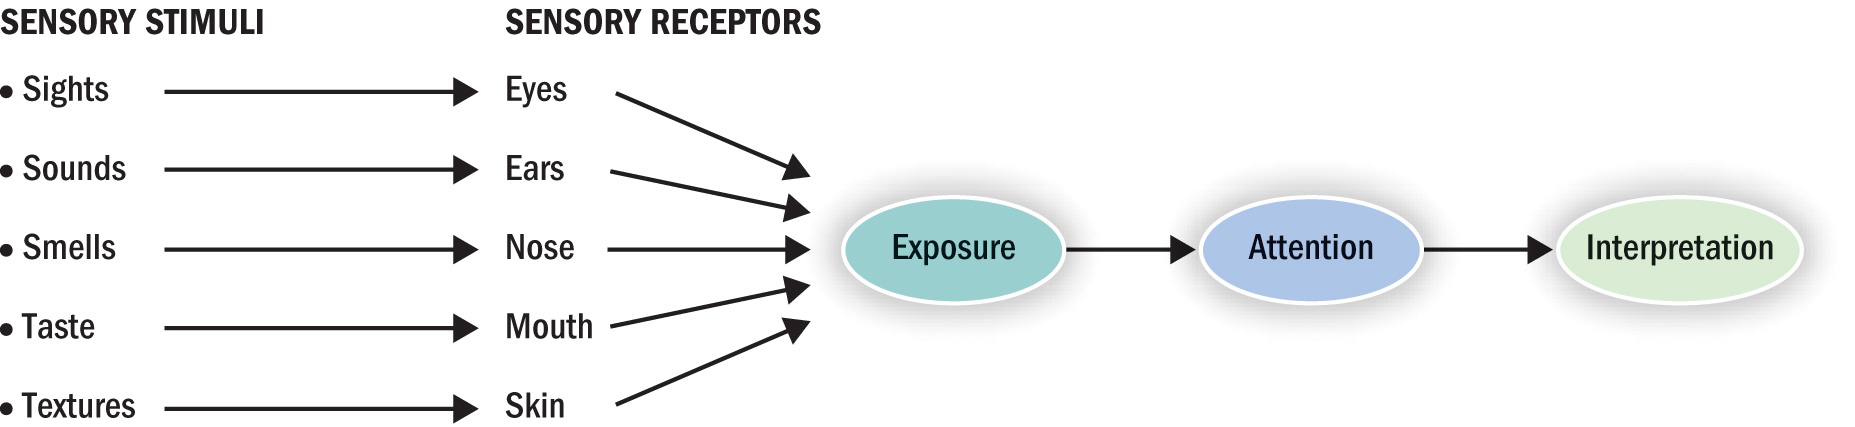 SENSORY STIMULI SENSORY RECEPTORS
• Sights Eyes
• Sounds Ears
• Smells Nose Exposure Attention Interpretation
• Taste Mouth
• Textures Skin